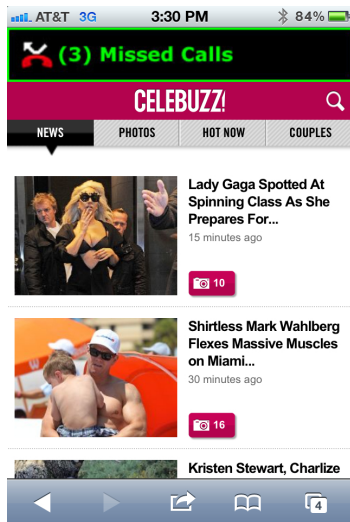 AT&T 3G 3:30 PM 84%
(3) Missed Calls
CELEBUZZ!
NEWS PHOTOS HOT NOW COUPLES
Lady Gaga Spotted At
Spinning Class As She
Prepares For...
15 minutes ago
10
Shirtless Mark Wahlberg
Flexes Massive Muscles
on Miami...
30 minutes ago
16
Kristen Stewart, Charlize
4